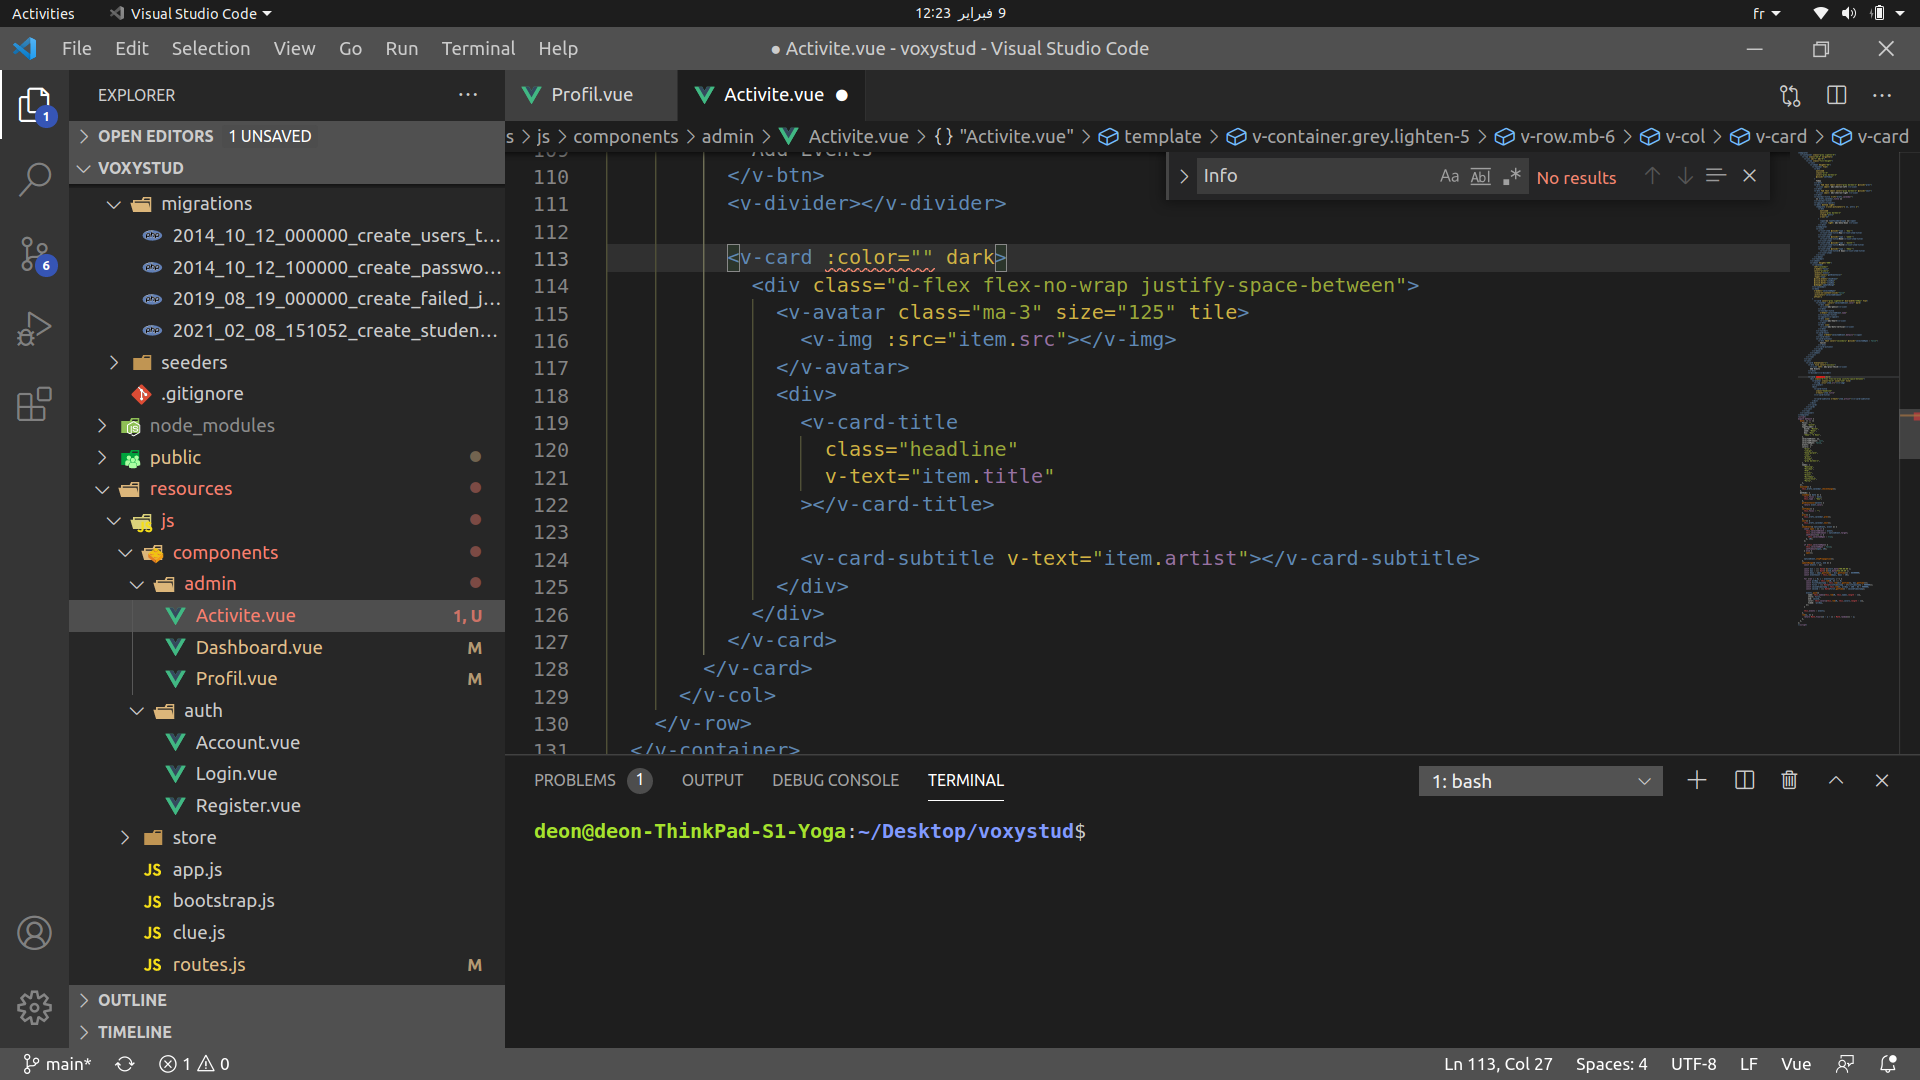 Activities
Visual Studio Code
9 فبراير 12:23
fr
File Edit Selection View Go Run Terminal Help
● Activite.vue - voxystud - Visual Studio Code
1
6
EXPLORER
OPEN EDITORS 1 UNSAVED
VOXYSTUD
migrations
2014_10_12_000000_create_users_t...
2014_10_12_100000_create_passwo...
2019_08_19_000000_create_failed_j...
2021_02_08_151052_create_studen...
seeders
.gitignore
node_modules
public
resources
js
components
admin
Activite.vue 1, U
Dashboard.vue M
Profil.vue M
auth
Account.vue
Login.vue
Register.vue
store
JS app.js
JS bootstrap.js
JS clue.js
JS routes.js M
OUTLINE
TIMELINE
Profil.vue
Activite.vue ●
s > js > components > admin > Activite.vue > {} "Activite.vue" > template > v-container.grey.lighten-5 > v-row.mb-6 > v-col > v-card > v-card
Info
Aa Abl .*
No results
109 Add Events
110 </v-btn>
111 <v-divider></v-divider>
112
113 <v-card :color="" dark>
114 <div class="d-flex flex-no-wrap justify-space-between">
115 <v-avatar class="ma-3" size="125" tile>
116 <v-img :src="item.src"></v-img>
117 </v-avatar>
118 <div>
119 <v-card-title
120 class="headline"
121 v-text="item.title"
122 ></v-card-title>
123
124 <v-card-subtitle v-text="item.artist"></v-card-subtitle>
125 </div>
126 </div>
127 </v-card>
128 </v-card>
129 </v-col>
130 </v-row>
131 </v-container>
PROBLEMS 1 OUTPUT DEBUG CONSOLE TERMINAL
1: bash
deon@deon-ThinkPad-S1-Yoga:~/Desktop/voxystud$
main* 1 0
Ln 113, Col 27 Spaces: 4 UTF-8 LF Vue